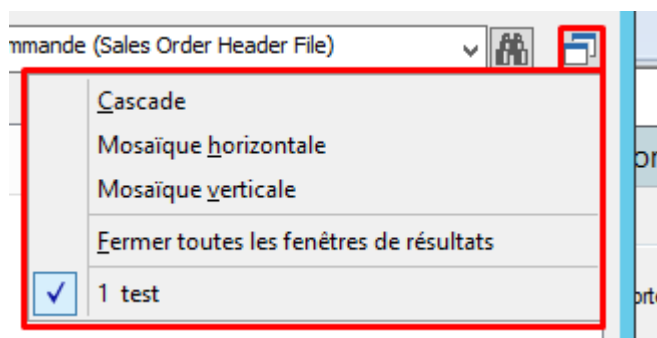 mmande (Sales Order Header File)
Cascade
Mosaïque horizontale
Mosaïque verticale
Fermer toutes les fenêtres de résultats
1 test